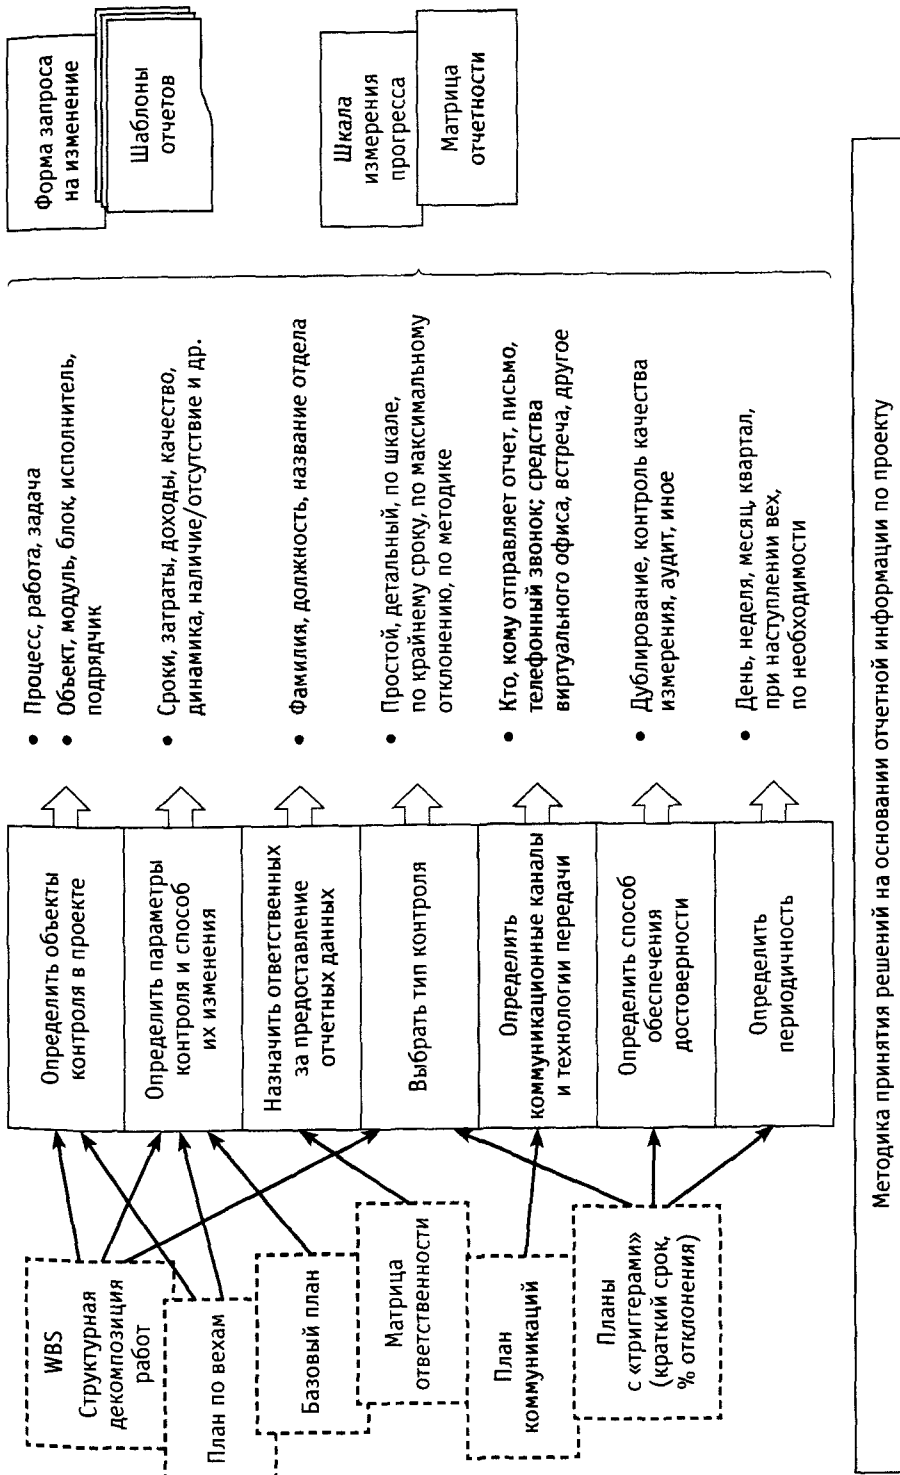 WBS
Структурная
декомпозиция
работ
План по вехам
Базовый план
Матрица
ответственности
План
коммуникаций
Планы
с «триггерами»
(краткий срок,
% отклонения)
Определить объекты
контроля в проекте
Определить параметры
контроля и способ
их изменения
Назначить ответственных
за предоставление
отчетных данных
Выбрать тип контроля
Определить
коммуникационные каналы
и технологии передачи
Определить способ
обеспечения
достоверности
Определить
периодичность
• Процесс, работа, задача
• Объект, модуль, блок, исполнитель,
подрядчик
• Сроки, затраты, доходы, качество,
динамика, наличие/отсутствие и др.
• Фамилия, должность, название отдела
• Простой, детальный, по шкале,
по крайнему сроку, по максимальному
отклонению, по методике
• Кто, кому отправляет отчет, письмо,
телефонный звонок; средства
виртуального офиса, встреча, другое
• Дублирование, контроль качества
измерения, аудит, иное
• День, неделя, месяц, квартал,
при наступлении вех,
по необходимости
Форма запроса
на изменение
Шаблоны
отчетов
Шкала
измерения
прогресса
Матрица
отчетности
Методика принятия решений на основании отчетной информации по проекту